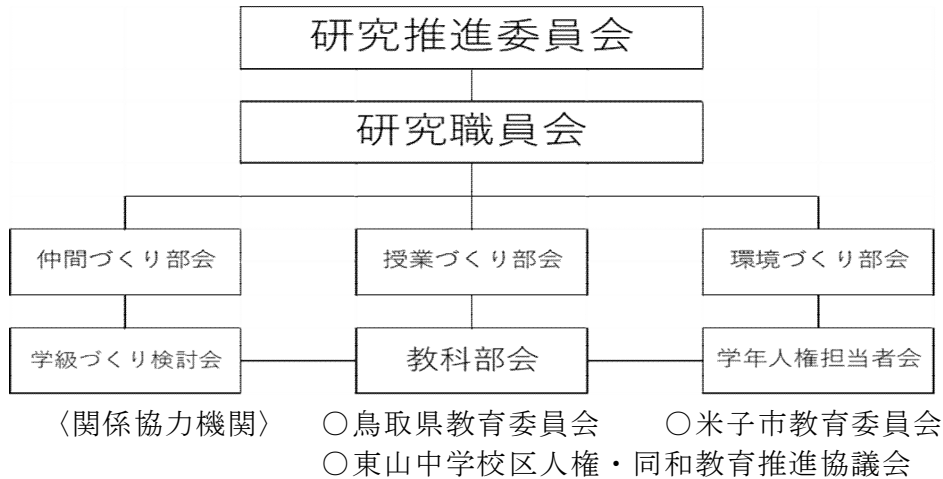 研究推進委員会
研究職員会
仲間づくり部会 授業づくり部会 環境づくり部会
学級づくり検討会 教科部会 学年人権担当者会
〈関係協力機関〉 ○鳥取県教育委員会 ○米子市教育委員会
○東山中学校区人権・同和教育推進協議会